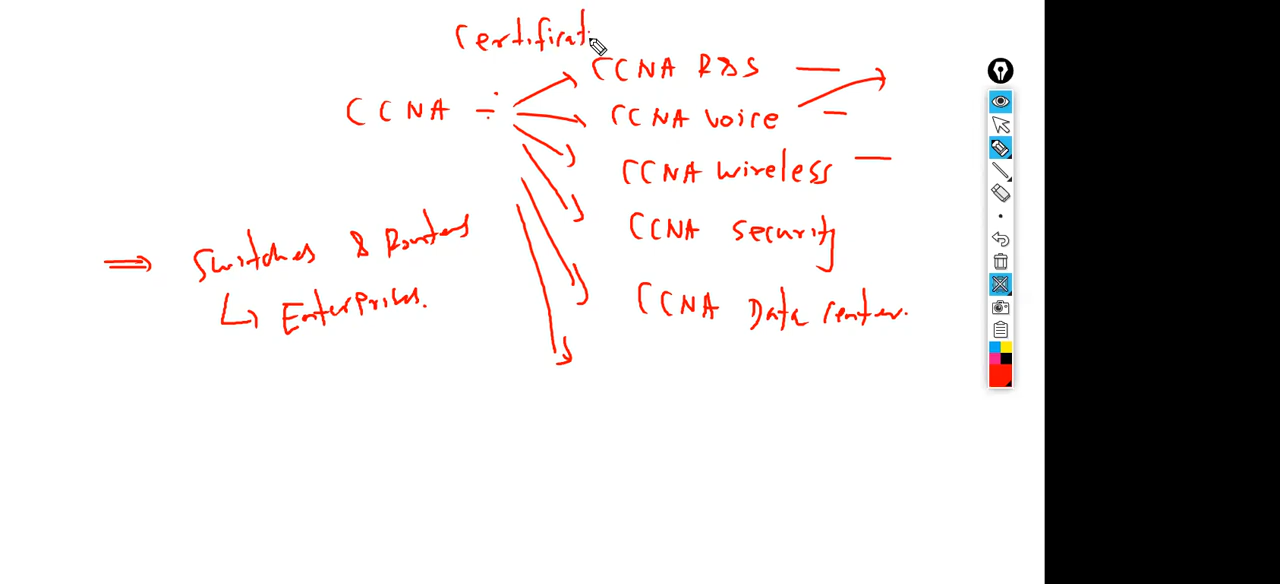 Certificat
CCNA R&S
CCNA :-
CCNA Voice
CCNA Wireless
CCNA Security
⇒ Switches & Routers
↳ Enterprises.
CCNA Data Center.